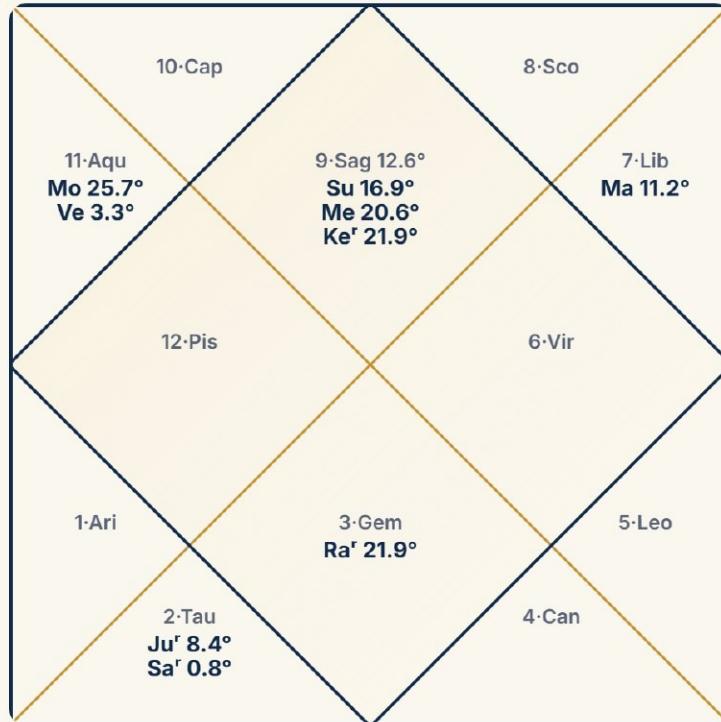 10·Cap
8·Sco
11·Aqu
Mo 25.7°
Ve 3.3°
9·Sag 12.6°
Su 16.9°
Me 20.6°
Keʳ 21.9°
7·Lib
Ma 11.2°
12·Pis
6·Vir
1·Ari
3·Gem
Raʳ 21.9°
5·Leo
2·Tau
Juʳ 8.4°
Saʳ 0.8°
4·Can